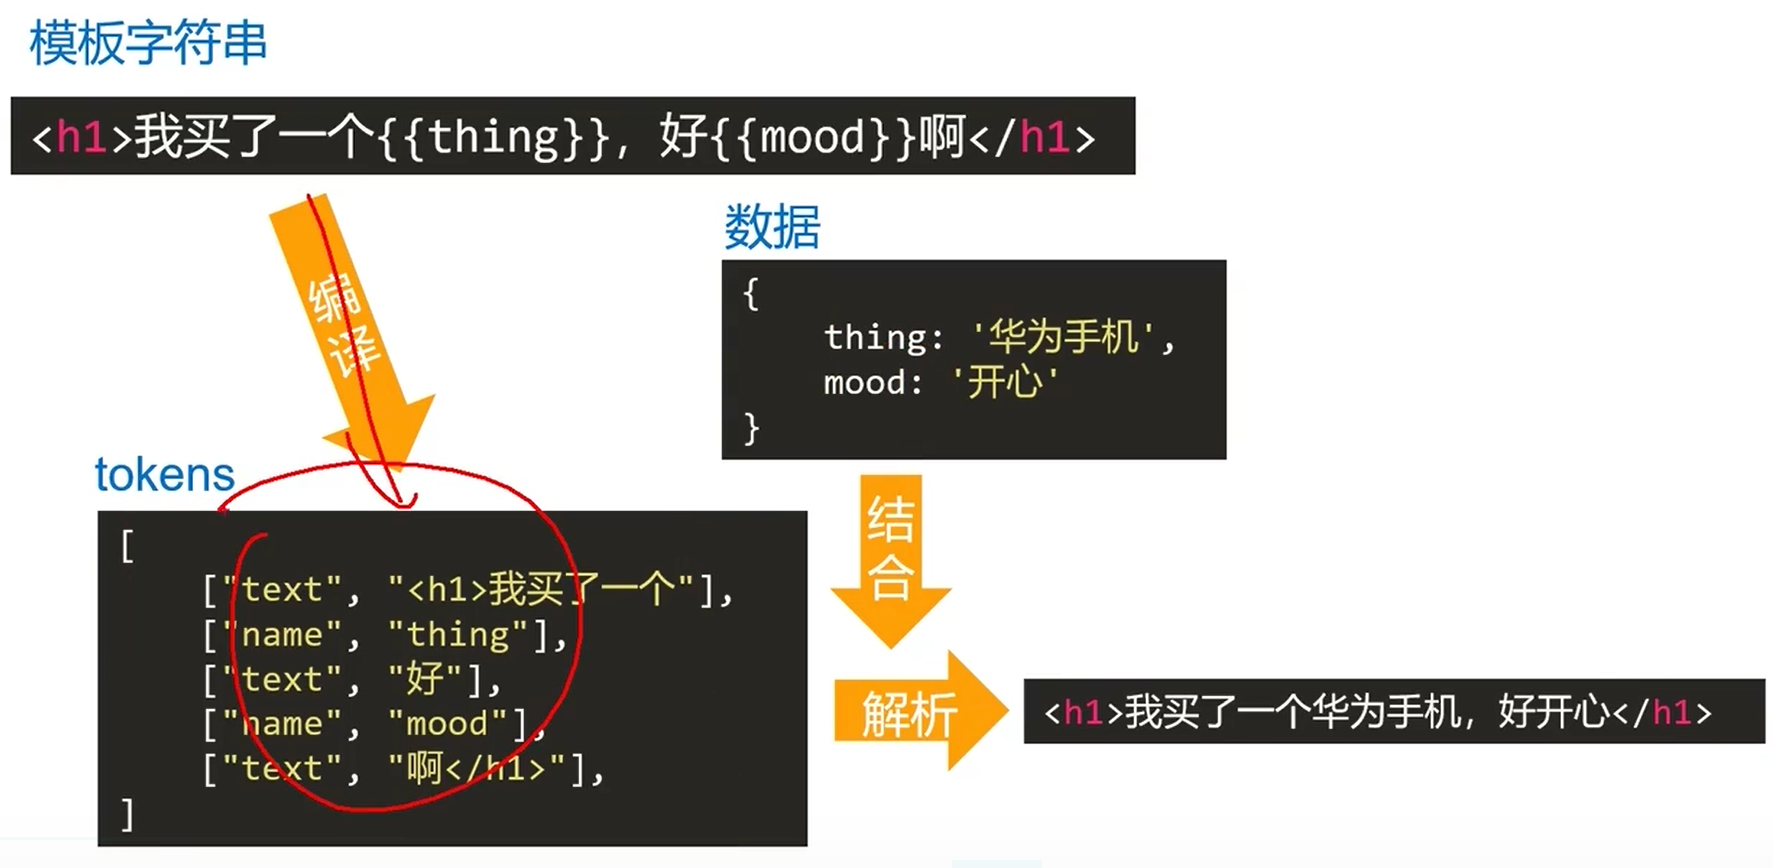 模板字符串
<h1>我买了一个{{thing}}，好{{mood}}啊</h1>
编译
数据
{
thing: '华为手机',
mood: '开心'
}
tokens
[
["text", "<h1>我买了一个"],
["name", "thing"],
["text", "好"],
["name", "mood"],
["text", "啊</h1>"],
]
结合
解析
<h1>我买了一个华为手机，好开心</h1>